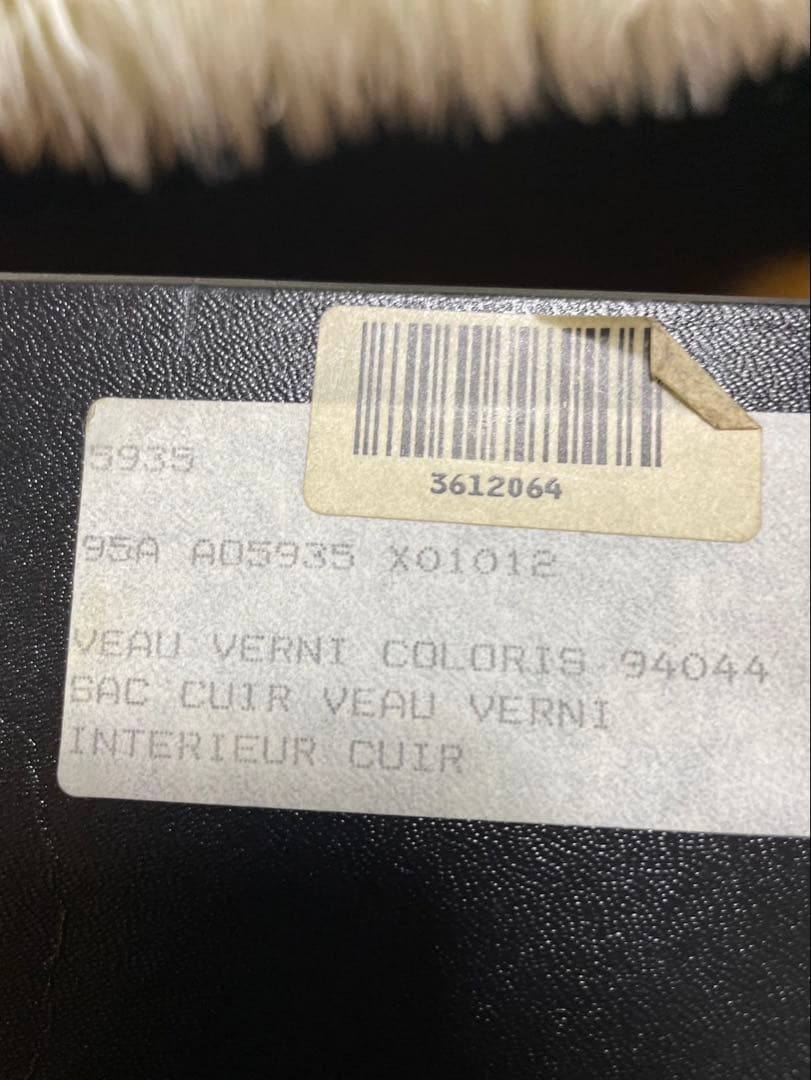 3612064
5935
95A A05935 X01012
VEAU VERNI COLORIS 94044
SAC CUIR VEAU VERNI
INTERIEUR CUIR